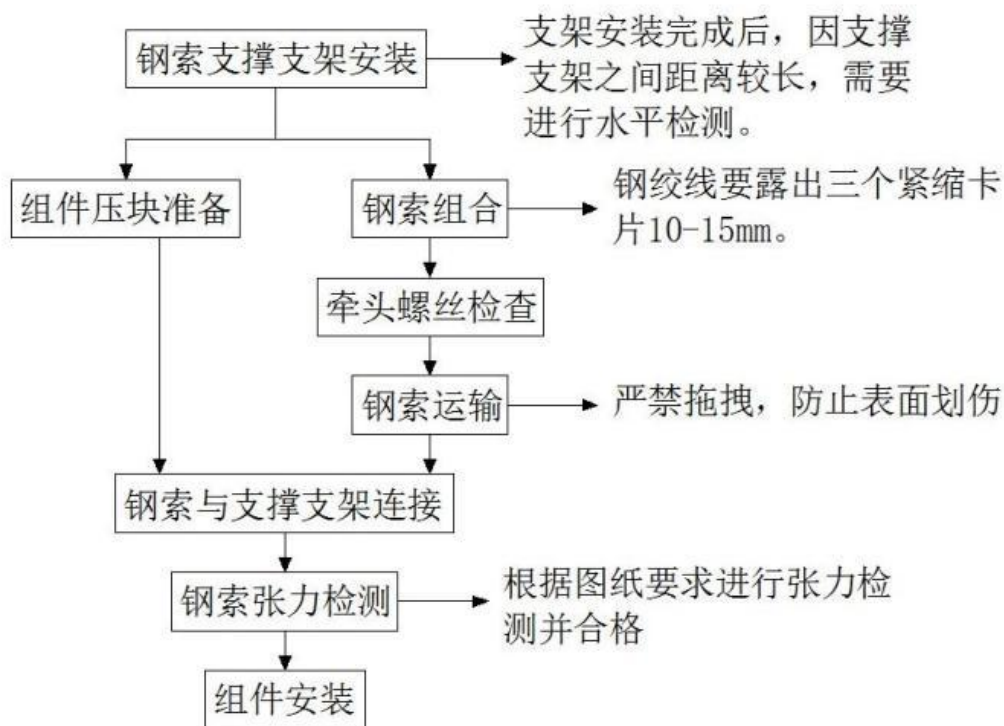 钢索支撑支架安装
支架安装完成后，因支撑
支架之间距离较长，需要
进行水平检测。
组件压块准备
钢索组合
钢绞线要露出三个紧缩卡
片10-15mm。
牵头螺丝检查
钢索运输
严禁拖拽，防止表面划伤
钢索与支撑支架连接
钢索张力检测
根据图纸要求进行张力检
测并合格
组件安装